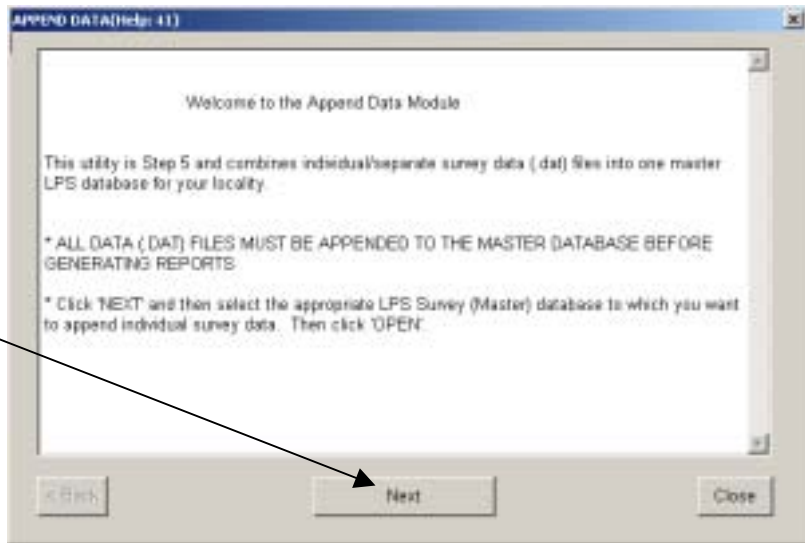 APPEND DATA(Help: 41)
Welcome to the Append Data Module
This utility is Step 5 and combines individual/separate survey data (.dat) files into one master
LPS database for your locality.
* ALL DATA (.DAT) FILES MUST BE APPENDED TO THE MASTER DATABASE BEFORE
GENERATING REPORTS
* Click 'NEXT' and then select the appropriate LPS Survey (Master) database to which you want
to append individual survey data. Then click 'OPEN'.
< Back
Next
Close